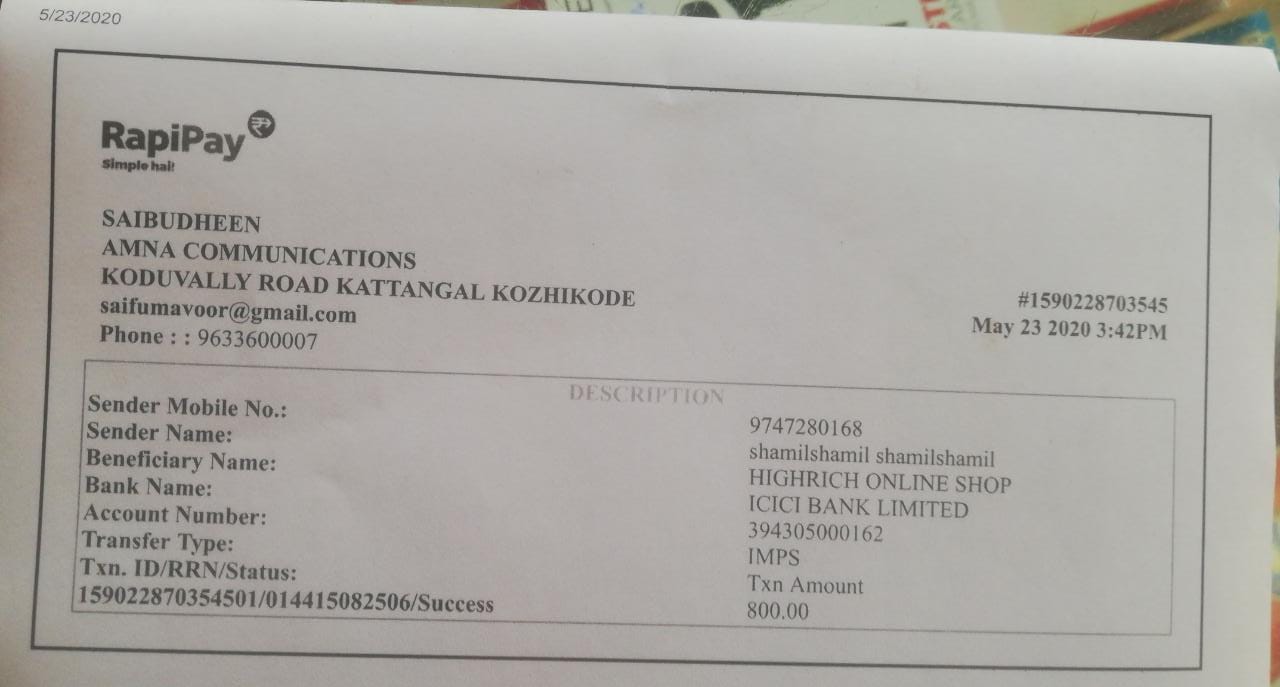 5/23/2020
RapiPay
Simple hai!
SAIBUDHEEN
AMNA COMMUNICATIONS
KODUVALLY ROAD KATTANGAL KOZHIKODE
saifumavoor@gmail.com
Phone : : 9633600007
#1590228703545
May 23 2020 3:42PM
DESCRIPTION
Sender Mobile No.: 9747280168
Sender Name: shamilshamil shamilshamil
Beneficiary Name: HIGHRICH ONLINE SHOP
Bank Name: ICICI BANK LIMITED
Account Number: 394305000162
Transfer Type: IMPS
Txn. ID/RRN/Status: Txn Amount
159022870354501/014415082506/Success 800.00